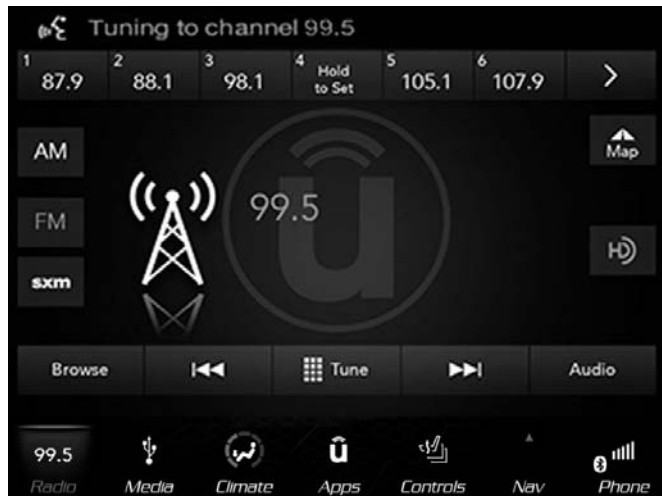 Tuning to channel 99.5
1 87.9 2 88.1 3 98.1 4 Hold to Set 5 105.1 6 107.9 >
AM
Map
99.5
FM
HD
sxm
Browse Tune Audio
99.5
Radio Media Climate Apps Controls Nav Phone